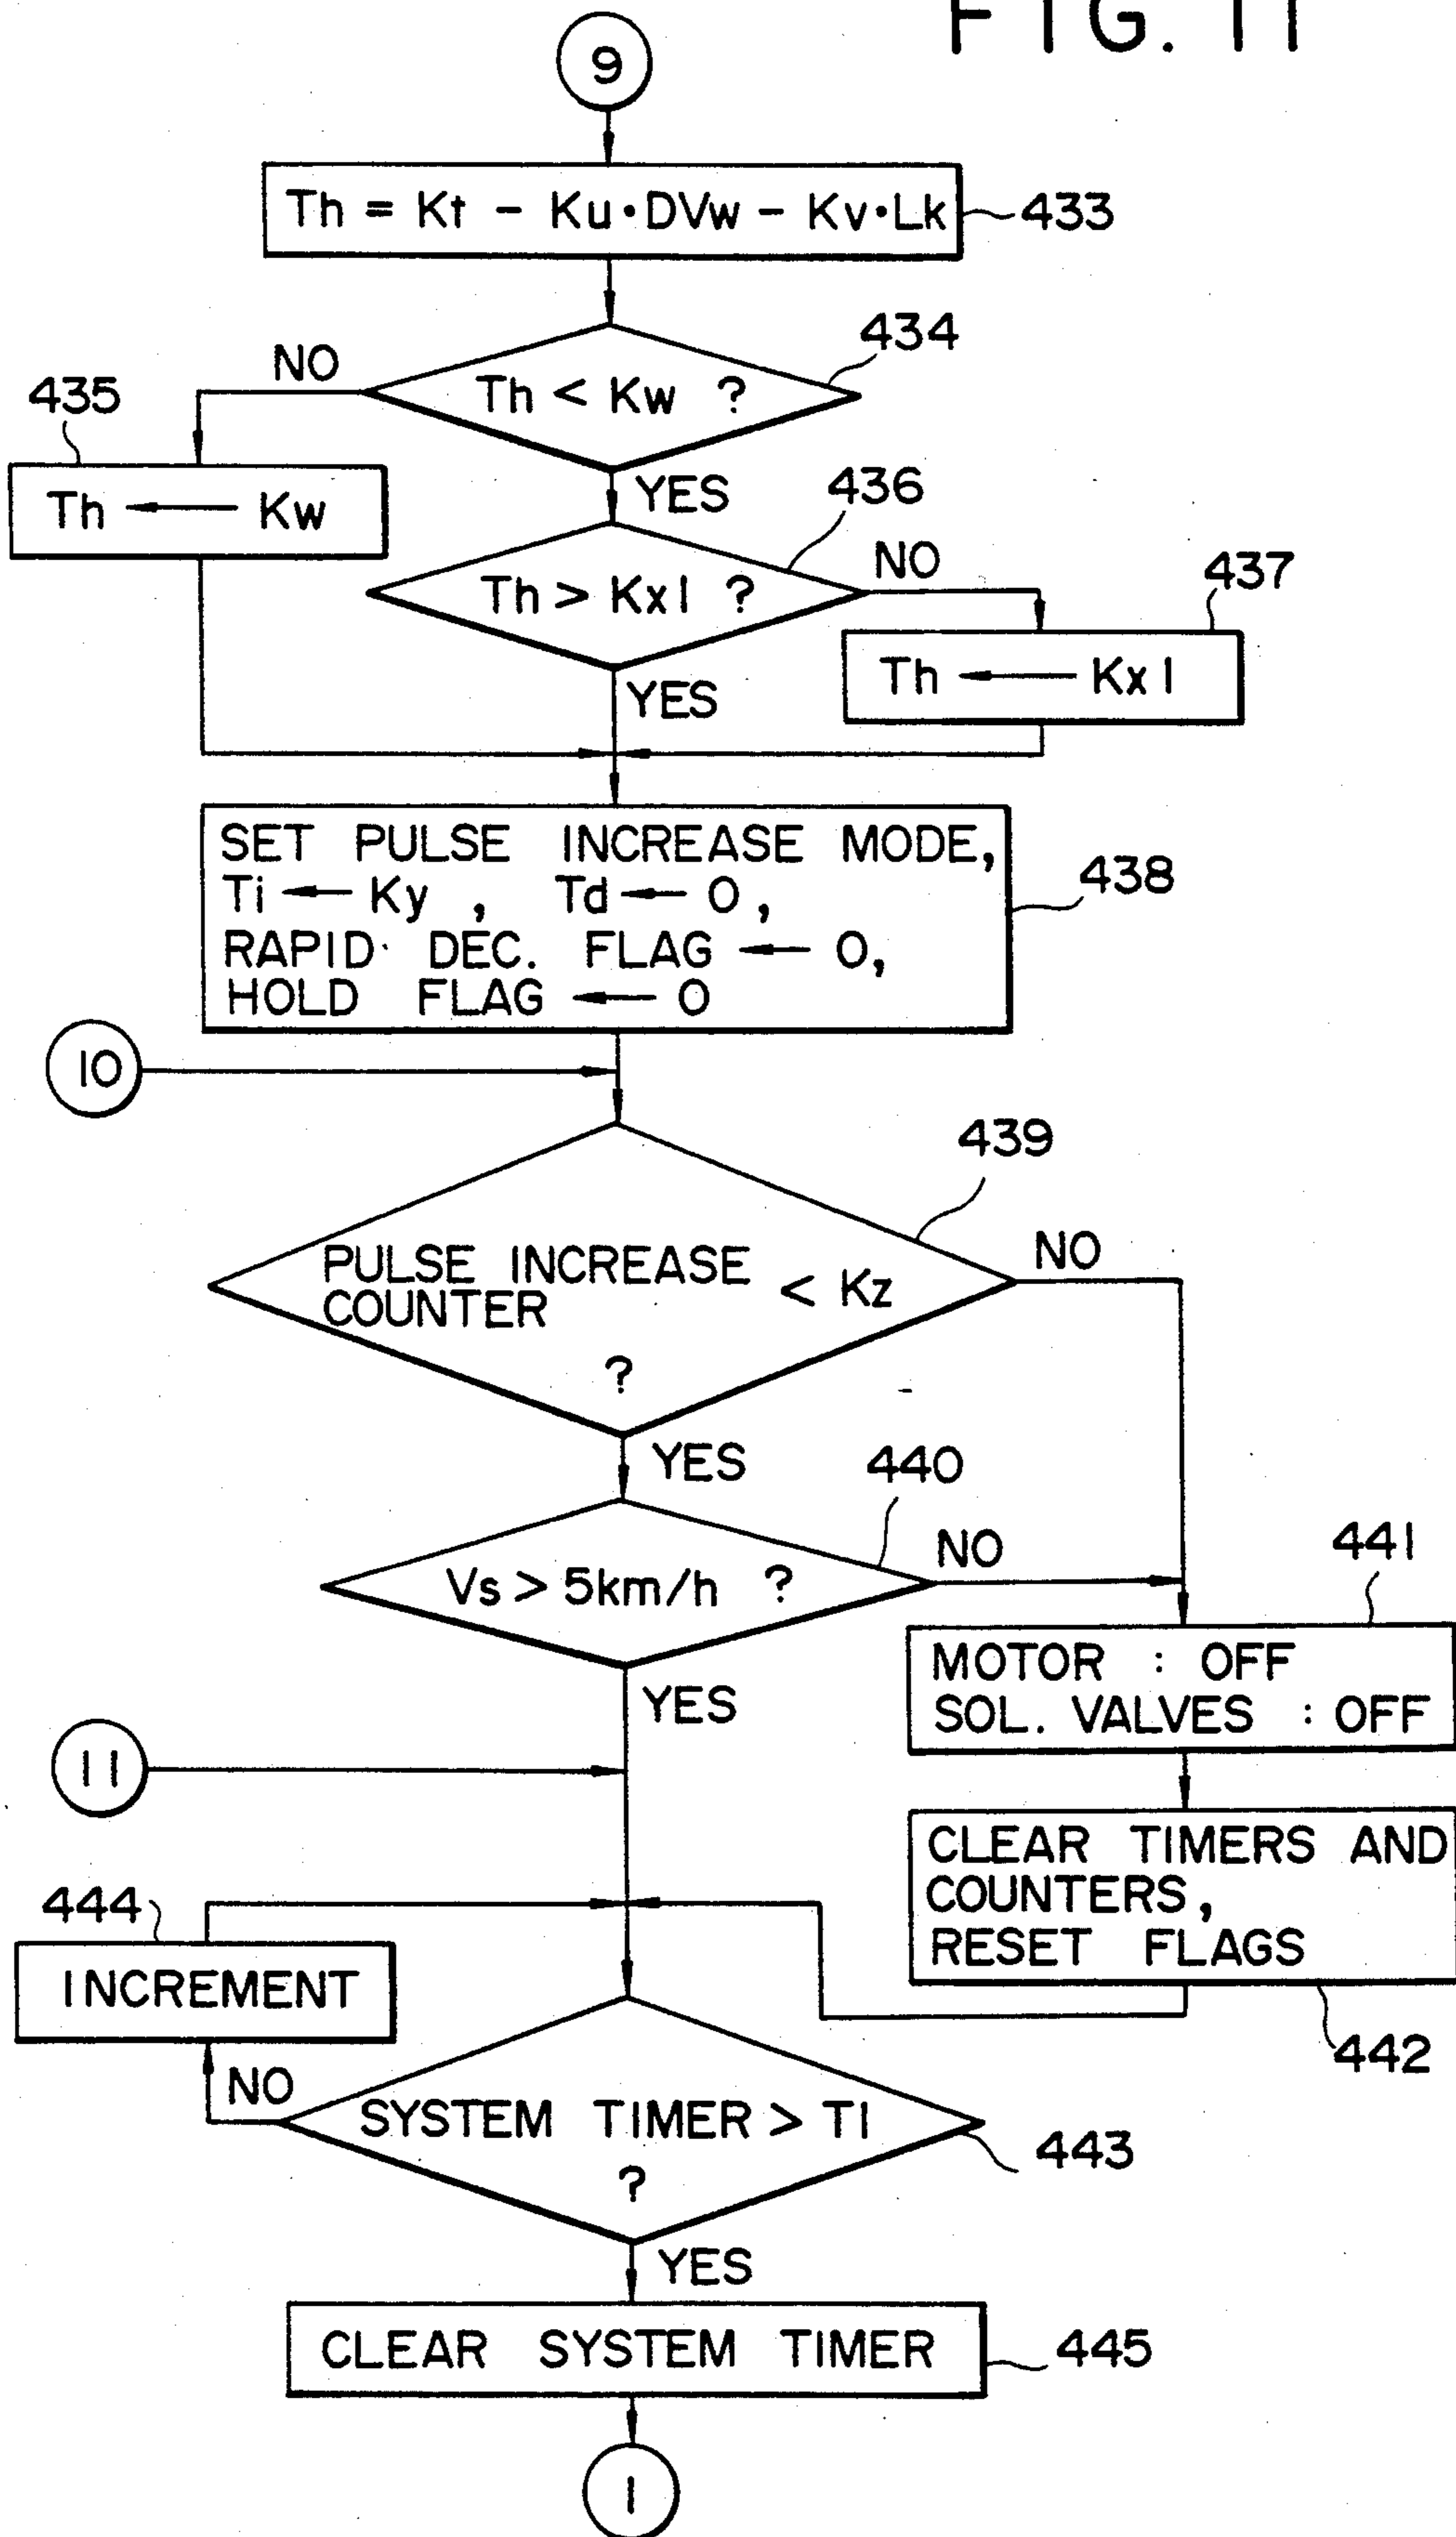 FIG. 11
9
Th = Kt - Ku·DVw - Kv·Lk
433
434
NO
Th < Kw ?
435
Th ← Kw
YES
436
Th > Kx1 ?
NO
437
Th ← Kx1
YES
SET PULSE INCREASE MODE,
Ti ← Ky , Td ← 0,
RAPID DEC. FLAG ← 0,
HOLD FLAG ← 0
438
10
439
PULSE INCREASE
COUNTER < Kz
?
NO
YES
440
Vs > 5km/h ?
NO
441
MOTOR : OFF
SOL. VALVES : OFF
YES
11
CLEAR TIMERS AND
COUNTERS,
RESET FLAGS
442
444
INCREMENT
NO
SYSTEM TIMER > T1
?
443
YES
CLEAR SYSTEM TIMER
445
1